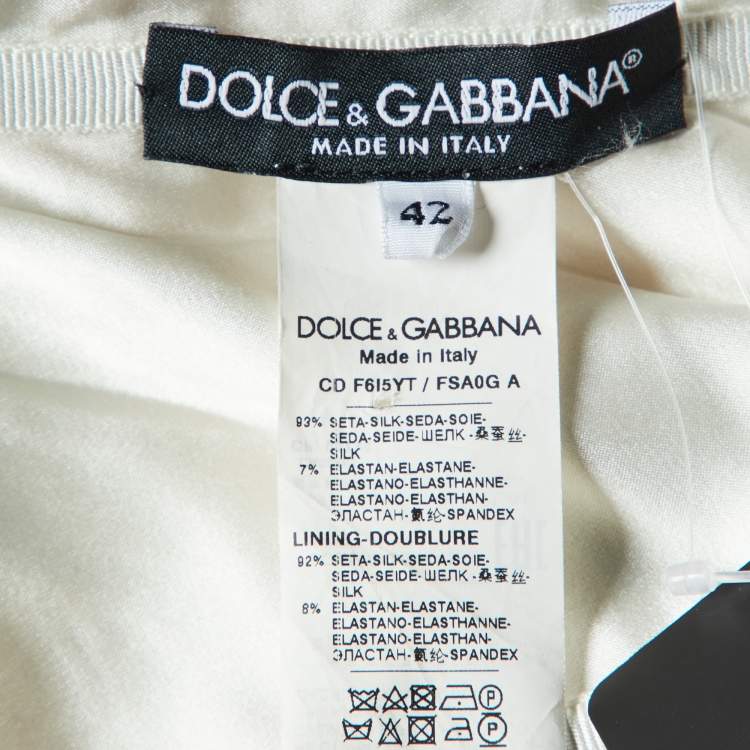 DOLCE & GABBANA®
MADE IN ITALY
42
DOLCE & GABBANA
Made in Italy
CD F6I5YT / FSA0G A
93% SETA-SILK-SEDA-SOIE-
SEDA-SEIDE-ШЕЛК-桑蚕丝-
SILK
7% ELASTAN-ELASTANE-
ELASTANO-ELASTHANNE-
ELASTANO-ELASTHAN-
ЭЛАСТАН-氨纶-SPANDEX
LINING-DOUBLURE
92% SETA-SILK-SEDA-SOIE-
SEDA-SEIDE-ШЕЛК-桑蚕丝-
SILK
8% ELASTAN-ELASTANE-
ELASTANO-ELASTHANNE-
ELASTANO-ELASTHAN-
ЭЛАСТАН-氨纶-SPANDEX
P
P